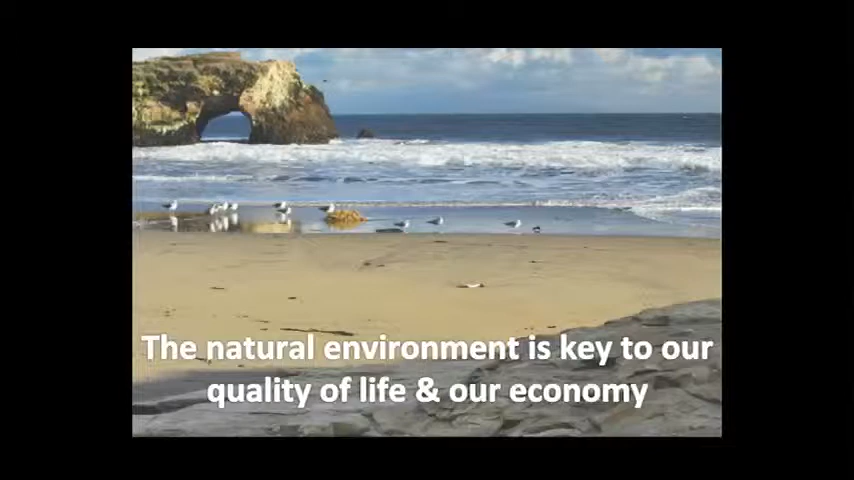 The natural environment is key to our
quality of life & our economy